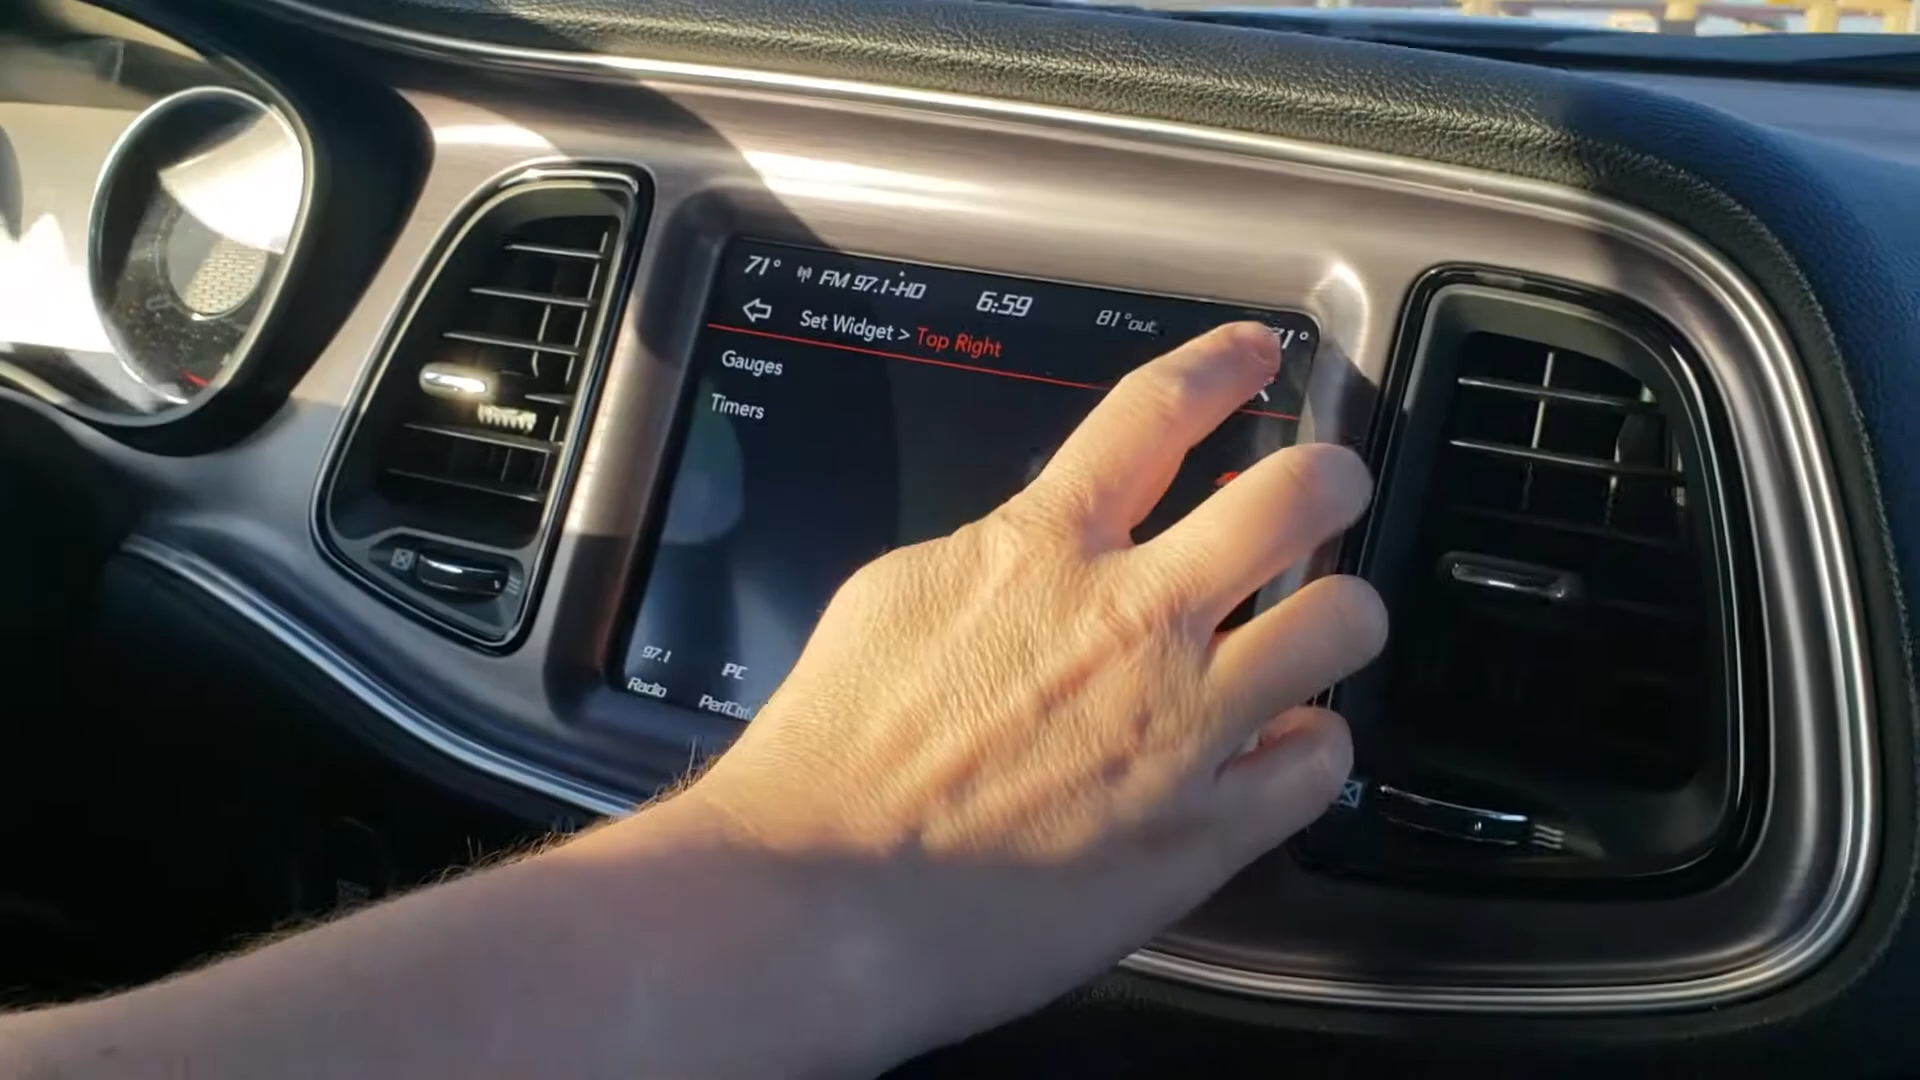 71° FM 97.1-HD 6:59 81°out
Set Widget > Top Right
Gauges
Timers
97.1 PC
Radio